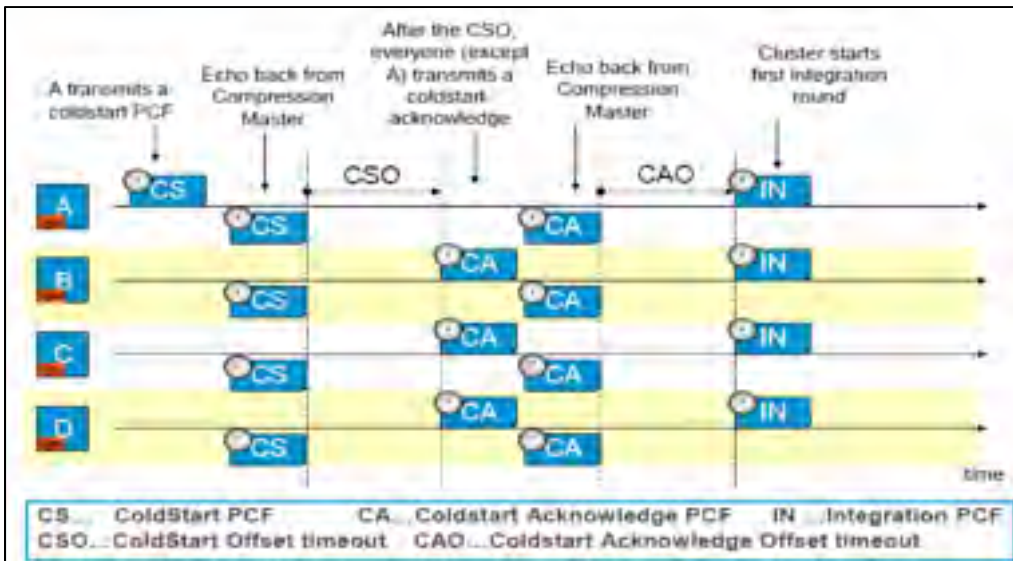 A transmits a
coldstart PCF
Echo back from
Compression
Master
After the CSO,
everyone (except
A) transmits a
coldstart
acknowledge
Echo back from
Compression
Master
Cluster starts
first integration
round
CSO
CAO
A
CS
IN
CS
CA
B
CA
IN
CS
CA
C
CA
IN
CS
CA
D
CA
IN
CS
CA
time
CS... ColdStart PCF CA...Coldstart Acknowledge PCF IN ...Integration PCF
CSO...ColdStart Offset timeout CAO...Coldstart Acknowledge Offset timeout